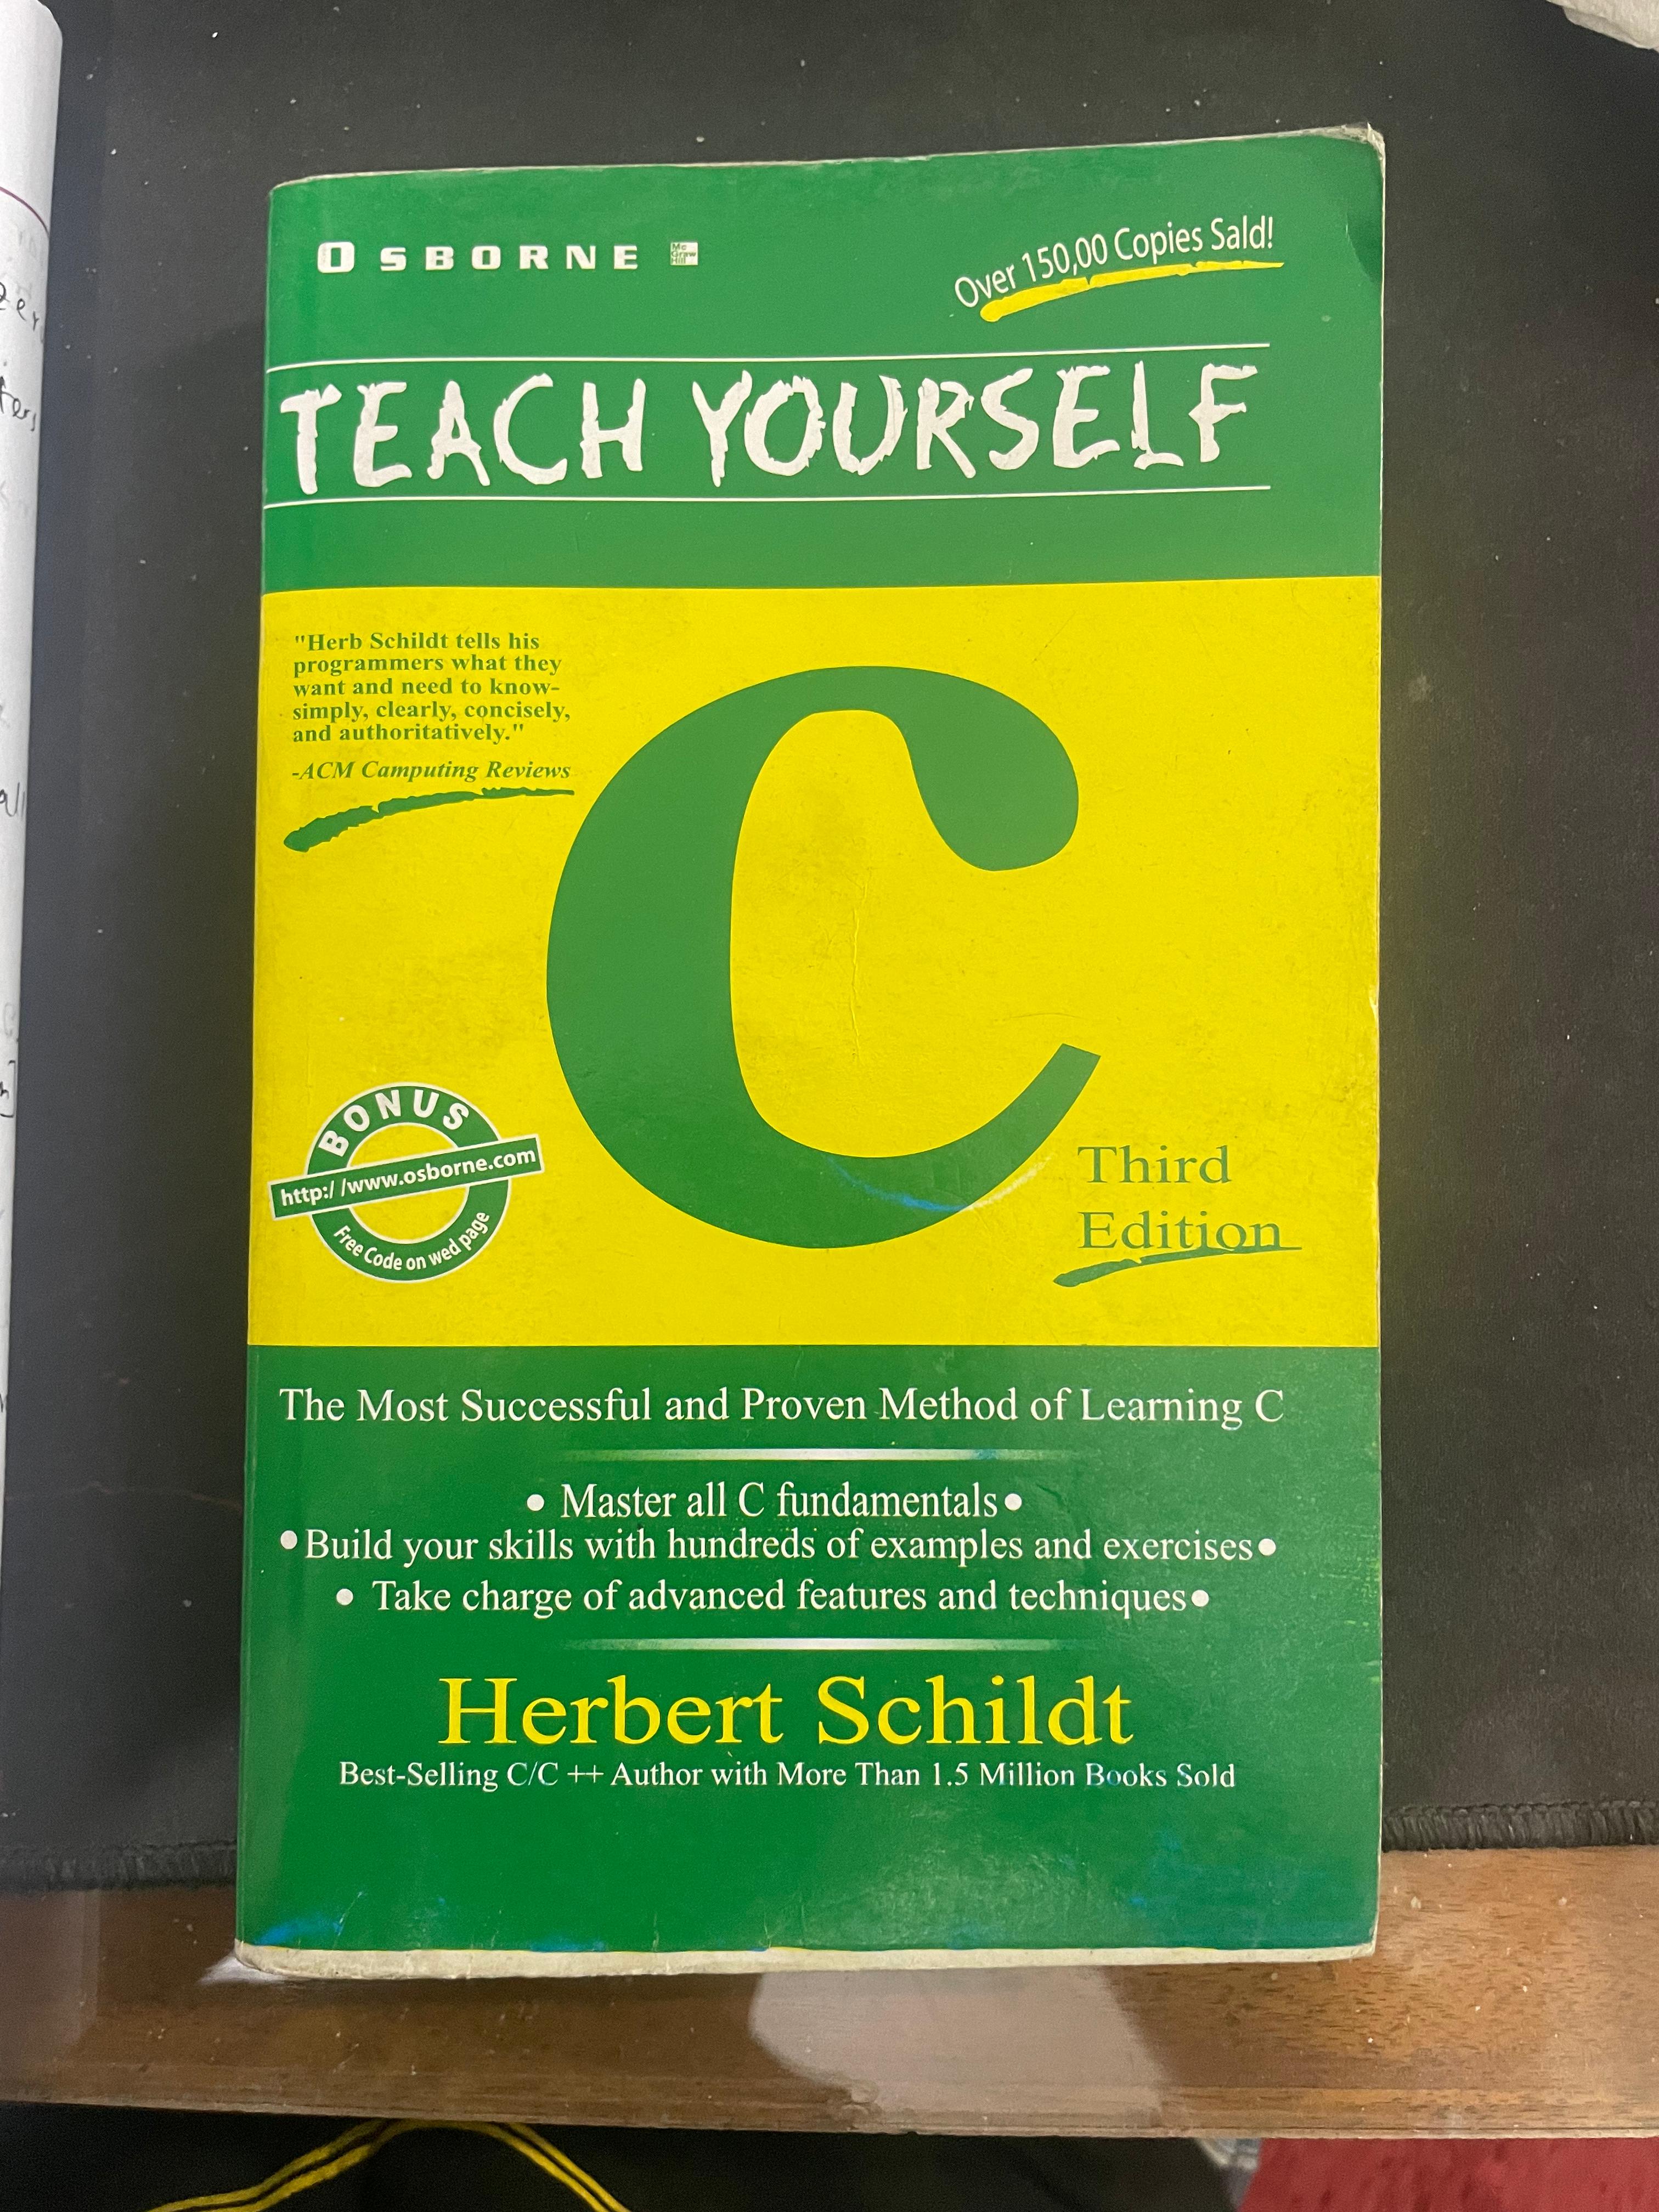 OSBORNE
Mc
Graw
Hill
Over 150,00 Copies Sald!
TEACH YOURSELF
"Herb Schildt tells his
programmers what they
want and need to know-
simply, clearly, concisely,
and authoritatively."
-ACM Camputing Reviews
C
BONUS
http:/ /www.osborne.com
Free Code on wed page
Third
Edition
The Most Successful and Proven Method of Learning C
• Master all C fundamentals•
•Build your skills with hundreds of examples and exercises•
• Take charge of advanced features and techniques•
Herbert Schildt
Best-Selling C/C ++ Author with More Than 1.5 Million Books Sold